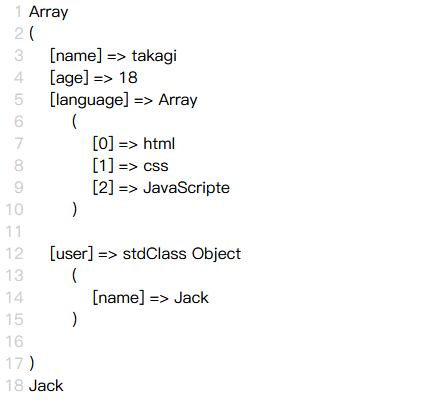 1 Array
2 (
3 [name] => takagi
4 [age] => 18
5 [language] => Array
6 (
7 [0] => html
8 [1] => css
9 [2] => JavaScripte
10 )
11
12 [user] => stdClass Object
13 (
14 [name] => Jack
15 )
16
17 )
18 Jack